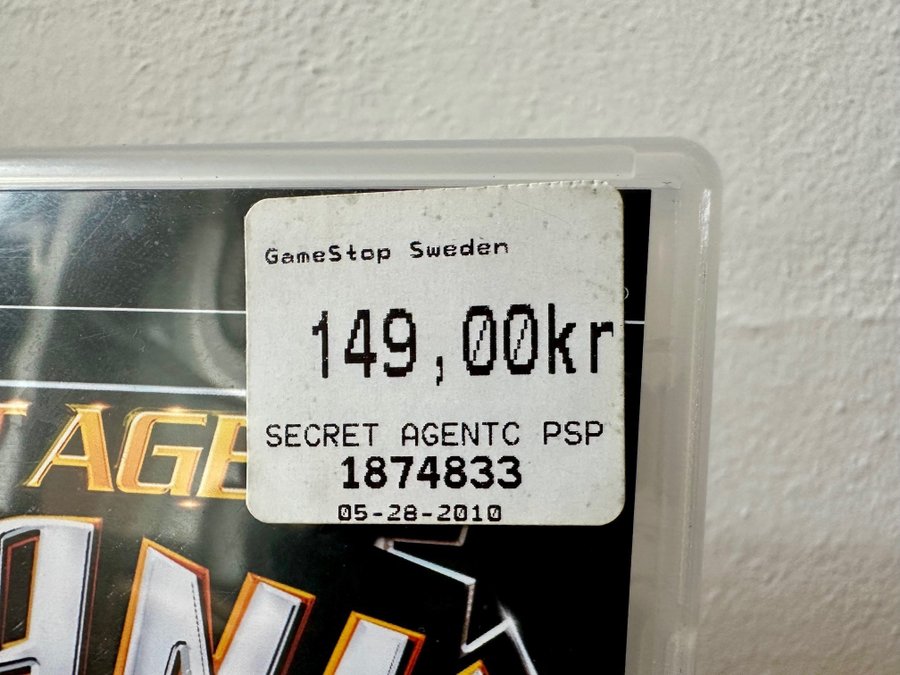 GameStop Sweden
149,00kr
SECRET AGENTC PSP
1874833
05-28-2010